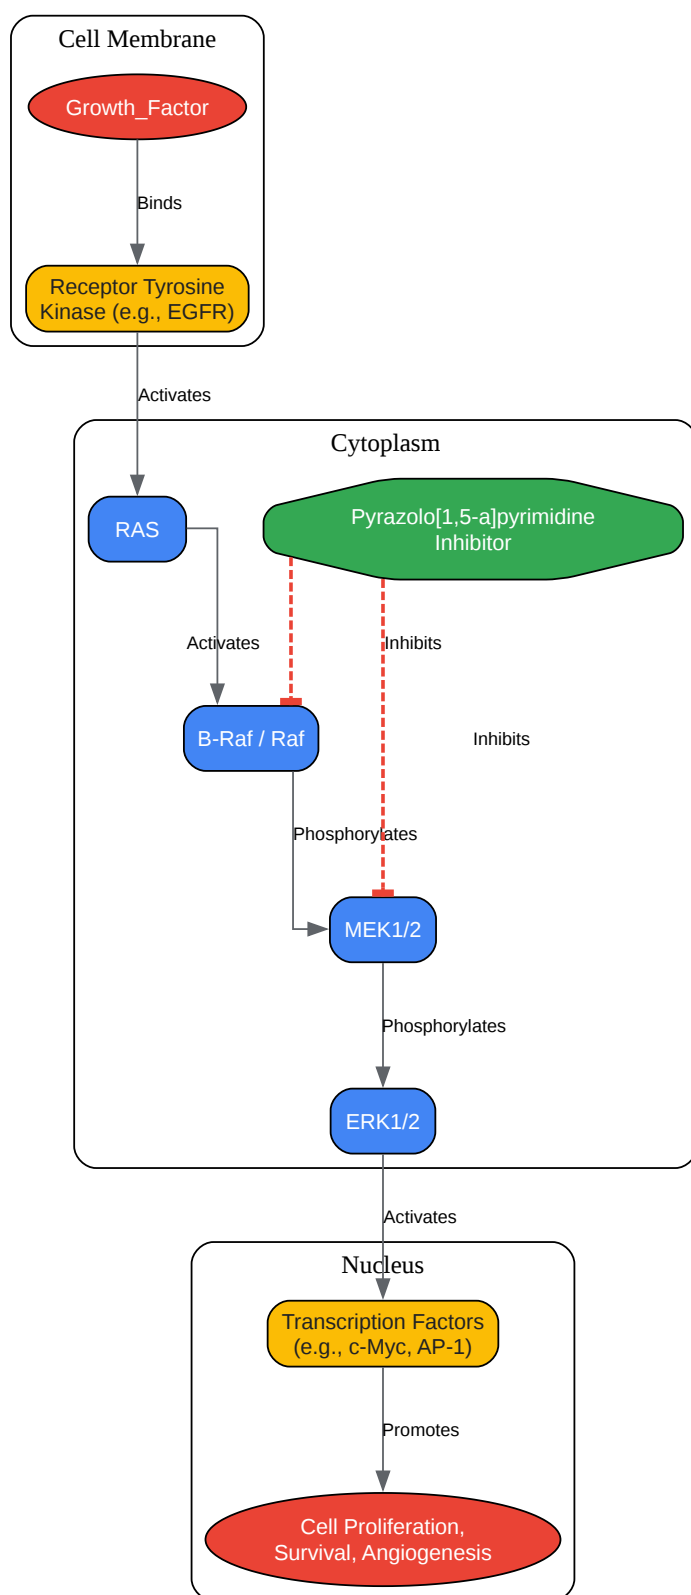 Cell Membrane
Growth_Factor
Binds
Receptor Tyrosine
Kinase (e.g., EGFR)
Activates
Cytoplasm
RAS
Pyrazolo[1,5-a]pyrimidine
Inhibitor
Activates
Inhibits
B-Raf / Raf
Inhibits
Phosphorylates
MEK1/2
Phosphorylates
ERK1/2
Activates
Nucleus
Transcription Factors
(e.g., c-Myc, AP-1)
Promotes
Cell Proliferation,
Survival, Angiogenesis